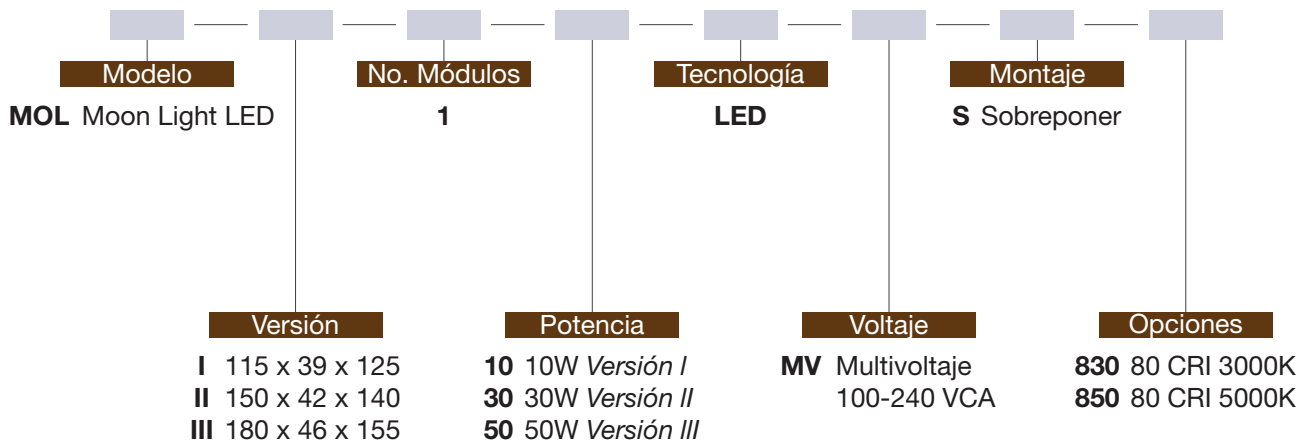 Modelo
No. Módulos
Tecnología
Montaje
MOL Moon Light LED
1
LED
S Sobreponer
Versión
Potencia
Voltaje
Opciones
I 115 x 39 x 125
II 150 x 42 x 140
III 180 x 46 x 155
10 10W Versión I
30 30W Versión II
50 50W Versión III
MV Multivoltaje
100-240 VCA
830 80 CRI 3000K
850 80 CRI 5000K